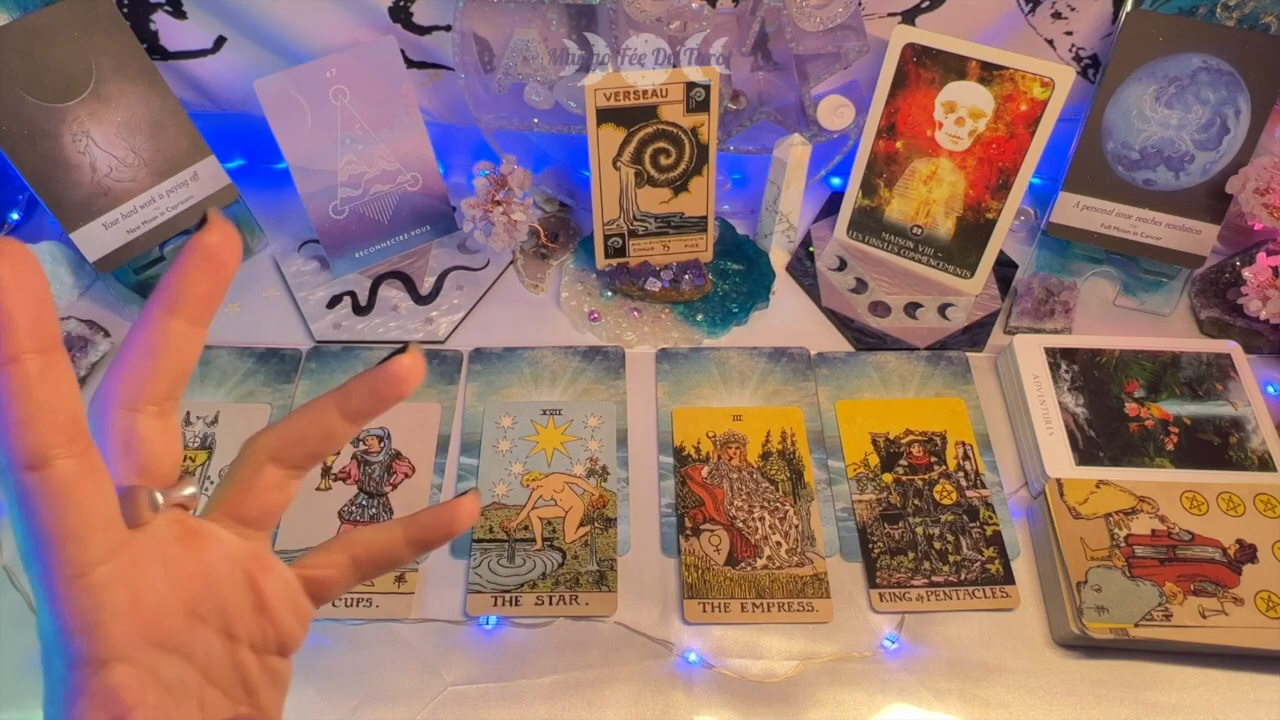 Mango Fée Du Tarot
47
RECONNECTEZ-VOUS
Your hard work is paying off
New Moon in Capricorn
VERSEAU
CHAUD
32
MAISON VIII -
LES FINS/LES COMMENCEMENTS
A personal issue reaches resolution
Full Moon in Cancer
ADVENTURES
CUPS.
XVII
THE STAR.
III
THE EMPRESS.
KING of PENTACLES.